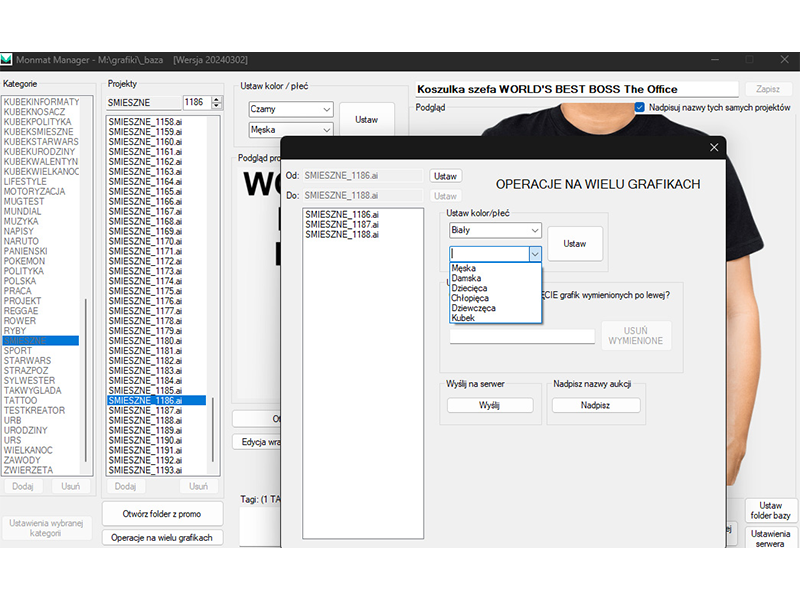 Monmat Manager - M:\grafiki\_baza [Wersja 20240302]
Kategorie
KUBEKINFORMATY
KUBEKNOSACZ
KUBEKPOLITYKA
KUBEKSMIESZNE
KUBEKSTARWARS
KUBEKURODZINY
KUBEKWALENTYN
KUBEKWIELKANOC
LIFESTYLE
MOTORYZACJA
MUGTEST
MUNDIAL
MUZYKA
NAPISY
NARUTO
PANIENSKI
POKEMON
POLITYKA
POLSKA
PRACA
PROJEKT
REGGAE
ROWER
RYBY
SMIESZNE
SPORT
STARWARS
STRAZPOZ
SYLWESTER
TAKWYGLADA
TATTOO
TESTKREATOR
URB
URODZINY
URS
WIELKANOC
ZAWODY
ZWIERZETA
Dodaj
Usuń
Ustawienia wybranej
kategorii
Projekty
SMIESZNE
1186
SMIESZNE_1158.ai
SMIESZNE_1159.ai
SMIESZNE_1160.ai
SMIESZNE_1161.ai
SMIESZNE_1162.ai
SMIESZNE_1163.ai
SMIESZNE_1164.ai
SMIESZNE_1165.ai
SMIESZNE_1166.ai
SMIESZNE_1167.ai
SMIESZNE_1168.ai
SMIESZNE_1169.ai
SMIESZNE_1170.ai
SMIESZNE_1171.ai
SMIESZNE_1172.ai
SMIESZNE_1173.ai
SMIESZNE_1174.ai
SMIESZNE_1175.ai
SMIESZNE_1176.ai
SMIESZNE_1177.ai
SMIESZNE_1178.ai
SMIESZNE_1179.ai
SMIESZNE_1180.ai
SMIESZNE_1181.ai
SMIESZNE_1182.ai
SMIESZNE_1183.ai
SMIESZNE_1184.ai
SMIESZNE_1185.ai
SMIESZNE_1186.ai
SMIESZNE_1187.ai
SMIESZNE_1188.ai
SMIESZNE_1189.ai
SMIESZNE_1190.ai
SMIESZNE_1191.ai
SMIESZNE_1192.ai
SMIESZNE_1193.ai
Dodaj
Usuń
Otwórz folder z promo
Operacje na wielu grafikach
Ustaw kolor / płeć
Czarny
Męska
Ustaw
Podgląd pro
WO
Edycja wra
Tagi: (1 TA
Koszulka szefa WORLD'S BEST BOSS The Office
Zapisz
Podgląd
Nadpisuj nazwy tych samych projektów
Od: SMIESZNE_1186.ai
Ustaw
Do: SMIESZNE_1188.ai
Ustaw
SMIESZNE_1186.ai
SMIESZNE_1187.ai
SMIESZNE_1188.ai
OPERACJE NA WIELU GRAFIKACH
Ustaw kolor/płeć
Biały
Ustaw
Męska
Damska
Dziecięca
Chłopięca
Dziewczęca
Kubek
ĘCIE grafik wymienionych po lewej?
USUŃ
WYMIENIONE
Wyślij na serwer
Wyślij
Nadpisz nazwy aukcji
Nadpisz
Ustaw
folder bazy
Ustawienia
serwera